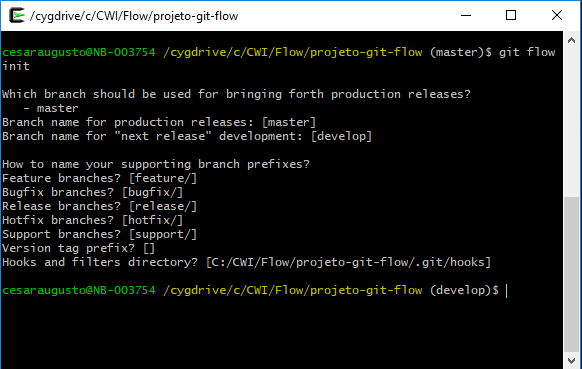 /cygdrive/c/CWI/Flow/projeto-git-flow
cesaraugusto@NB-003754 /cygdrive/c/CWI/Flow/projeto-git-flow (master)$ git flow
init
Which branch should be used for bringing forth production releases?
- master
Branch name for production releases: [master]
Branch name for "next release" development: [develop]
How to name your supporting branch prefixes?
Feature branches? [feature/]
Bugfix branches? [bugfix/]
Release branches? [release/]
Hotfix branches? [hotfix/]
Support branches? [support/]
Version tag prefix? []
Hooks and filters directory? [C:/CWI/Flow/projeto-git-flow/.git/hooks]
cesaraugusto@NB-003754 /cygdrive/c/CWI/Flow/projeto-git-flow (develop)$